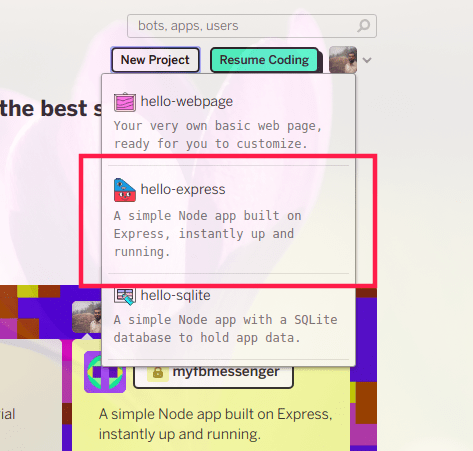 bots, apps, users
New Project
Resume Coding
the best s
hello-webpage
Your very own basic web page,
ready for you to customize.
hello-express
A simple Node app built on
Express, instantly up and
running.
hello-sqlite
A simple Node app with a SQLite
database to hold app data.
myfbmessenger
ial
A simple Node app built on Express,
instantly up and running.